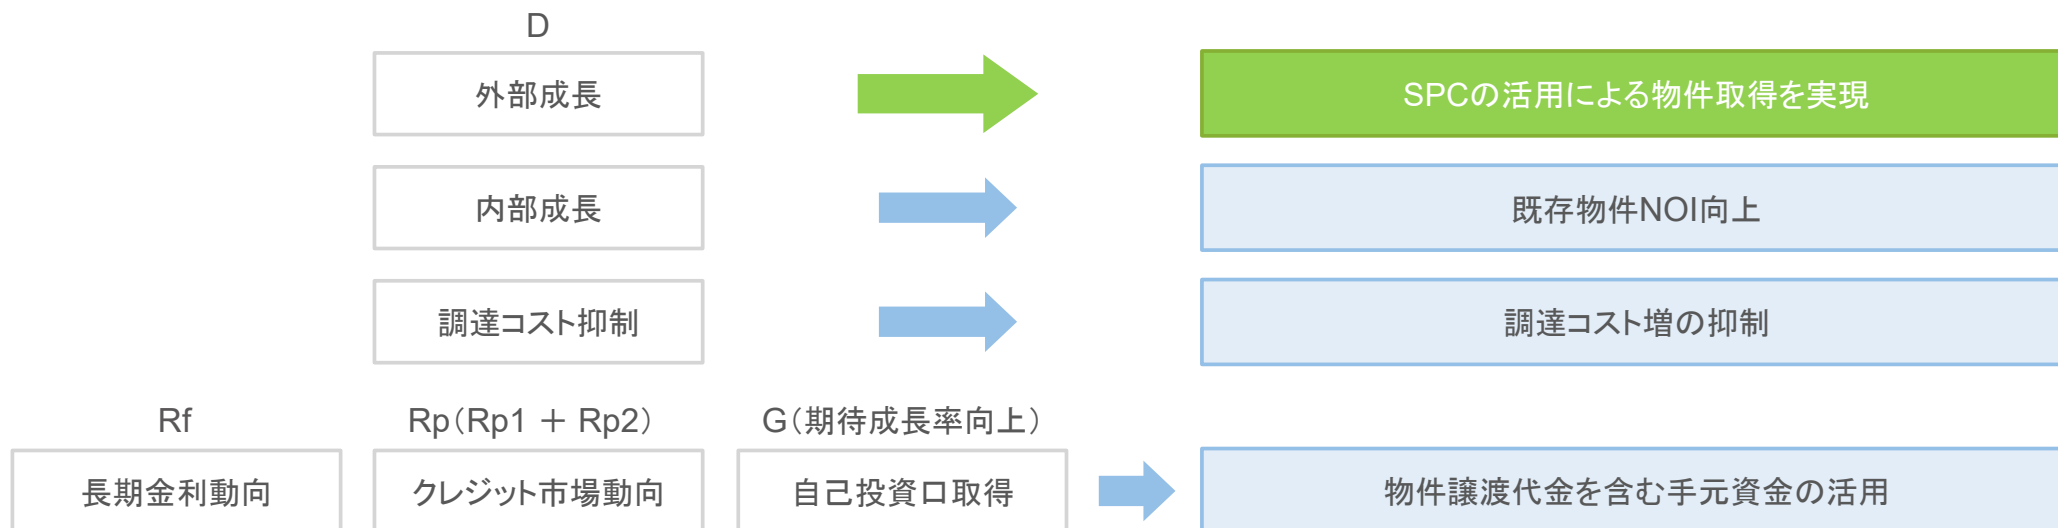 D
外部成長
SPCの活用による物件取得を実現
内部成長
既存物件NOI向上
調達コスト抑制
調達コスト増の抑制
Rf
Rp（Rp1 ＋ Rp2）
G（期待成長率向上）
長期金利動向
クレジット市場動向
自己投資口取得
物件譲渡代金を含む手元資金の活用